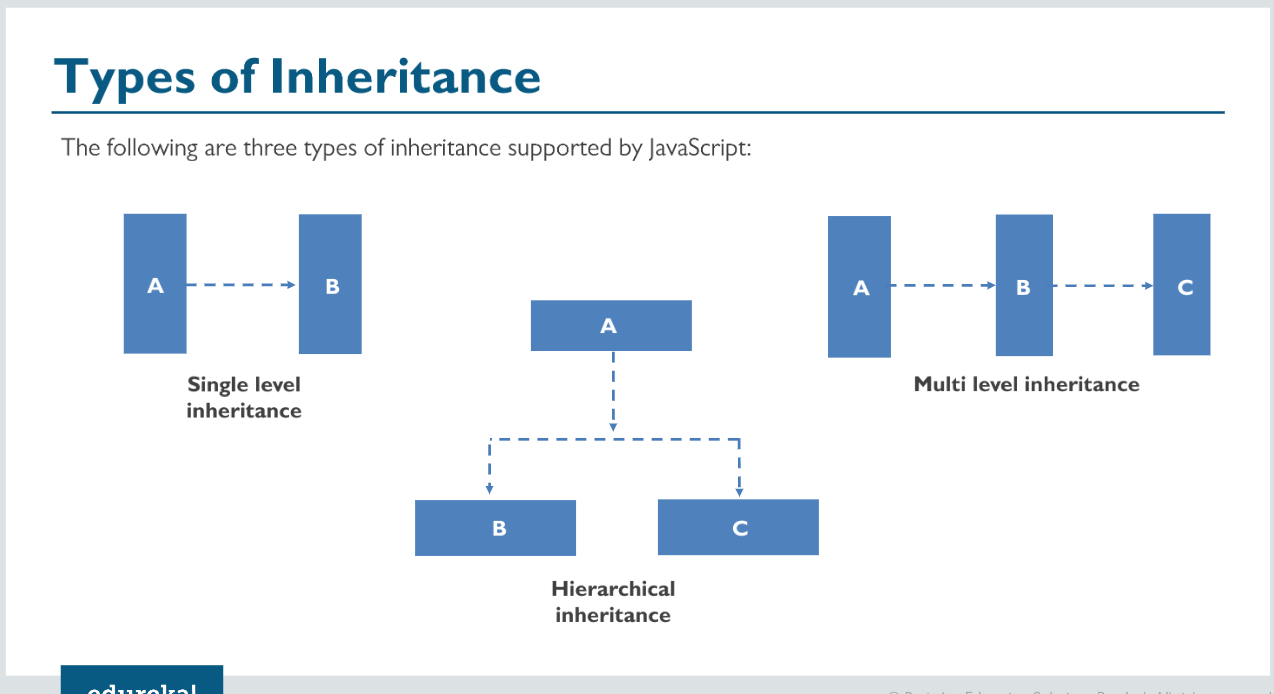 Types of Inheritance
The following are three types of inheritance supported by JavaScript:
A
B
Single level
inheritance
A
B
C
Hierarchical
inheritance
A
B
C
Multi level inheritance
edureka!